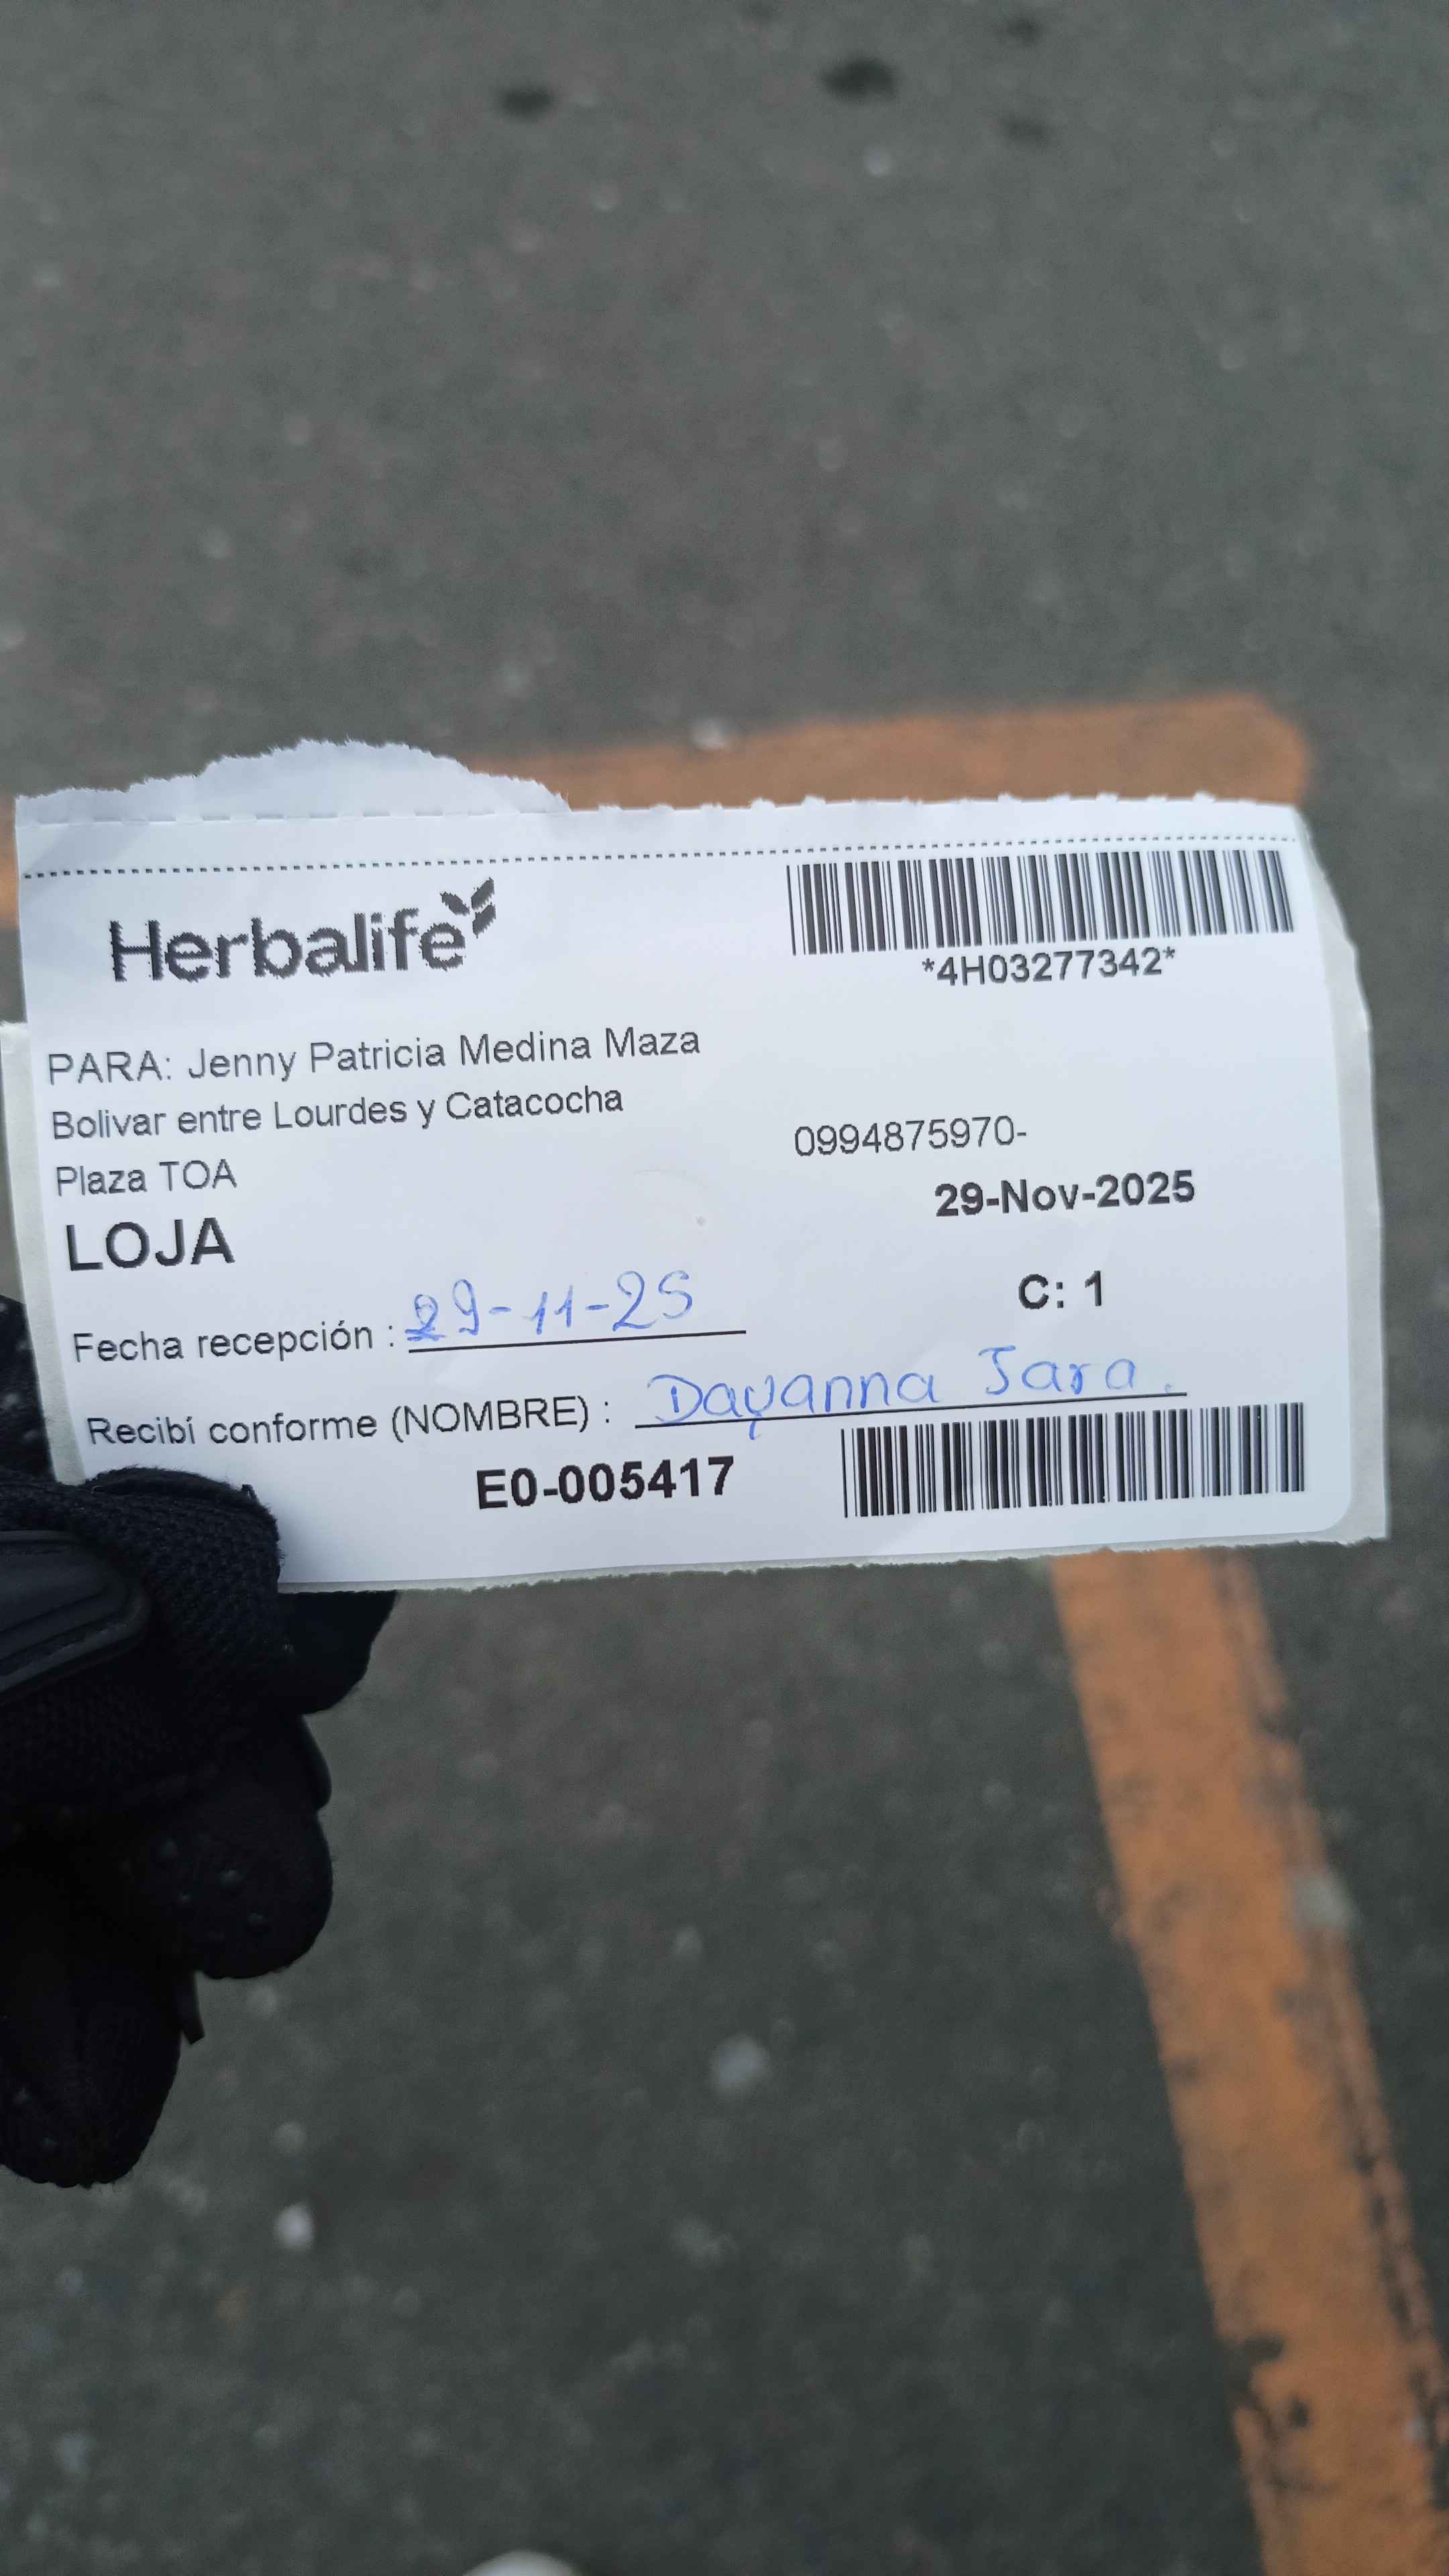 Herbalife
*4H03277342*
PARA: Jenny Patricia Medina Maza
Bolivar entre Lourdes y Catacocha
0994875970-
Plaza TOA
29-Nov-2025
LOJA
C: 1
Fecha recepción : 29-11-25
Recibí conforme (NOMBRE) : Dayanna Jara.
E0-005417